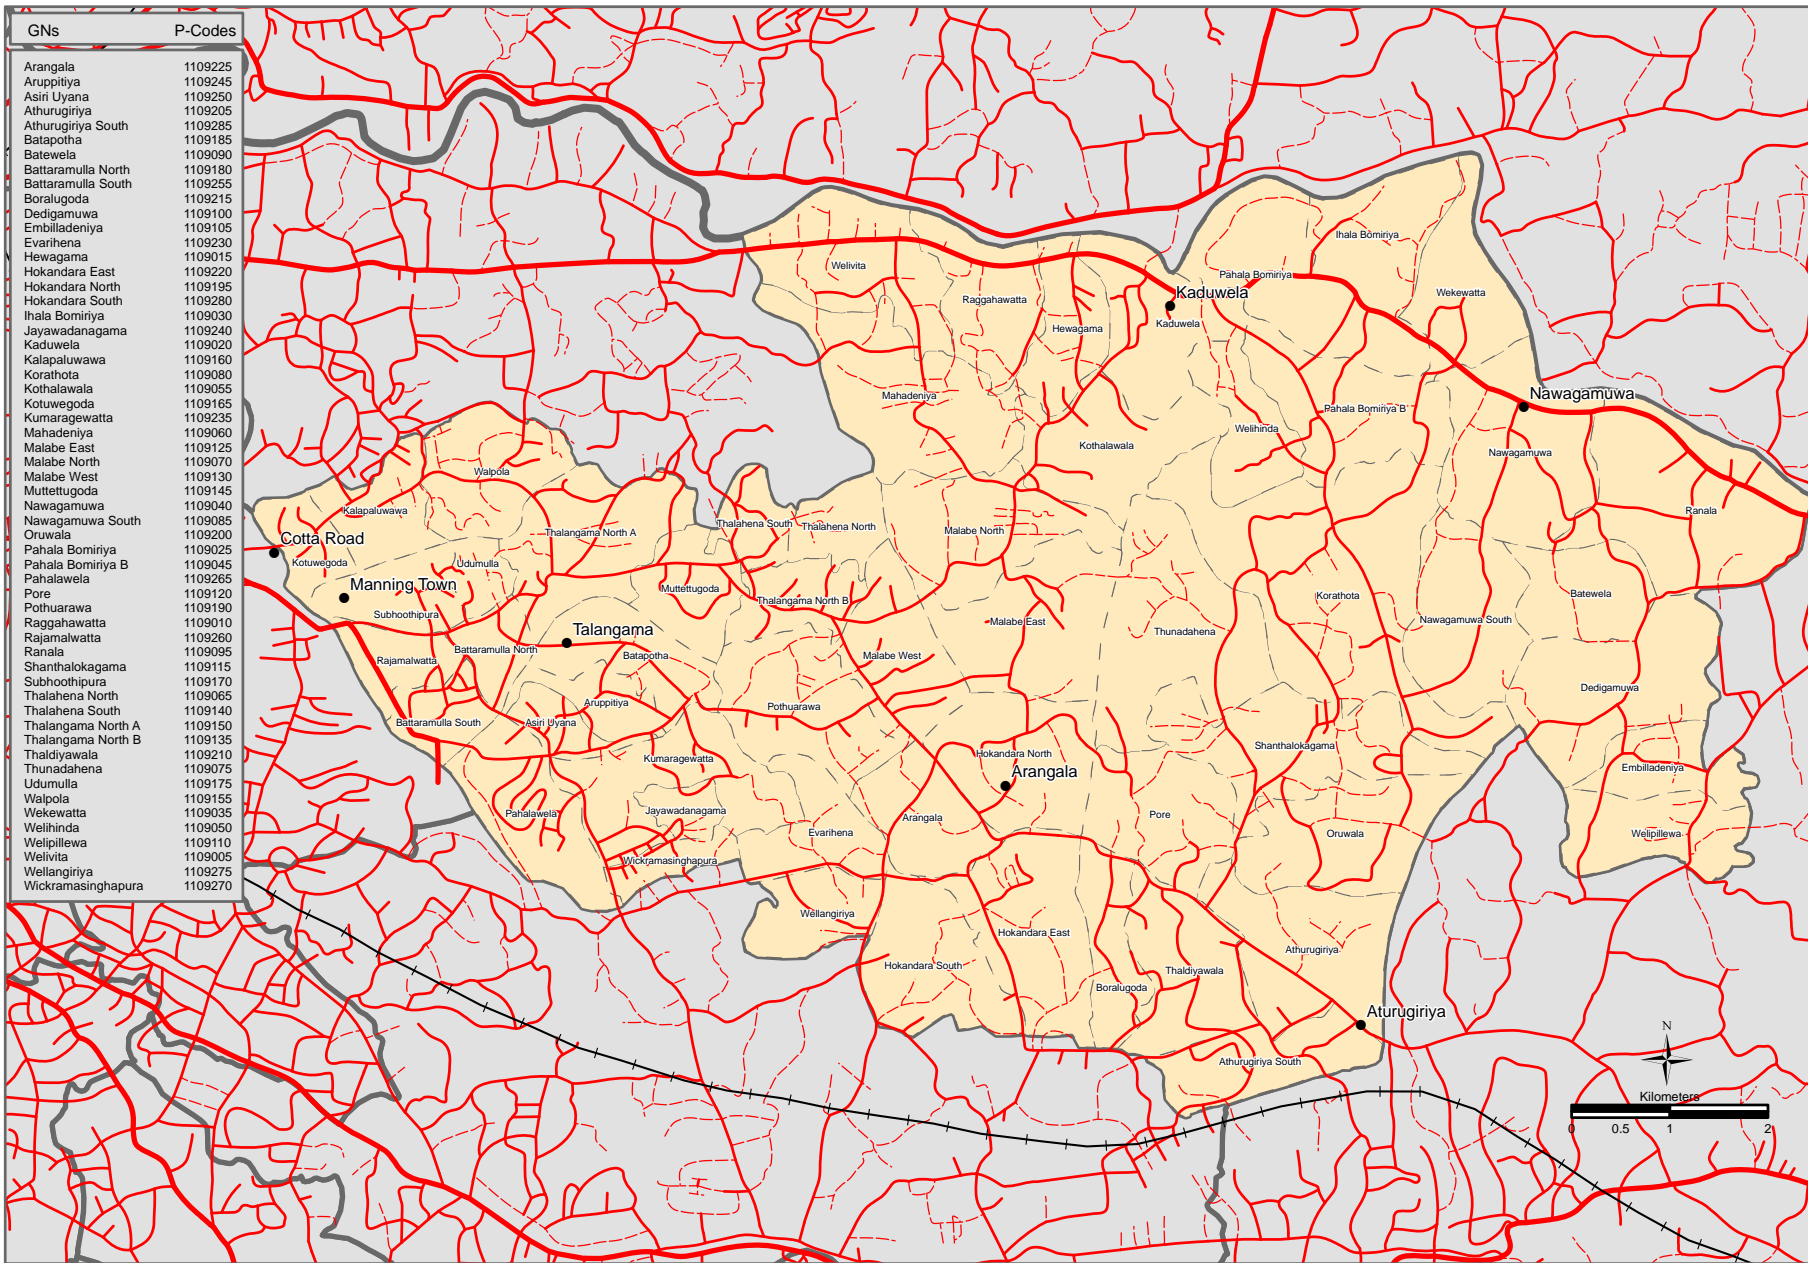 GNs P-Codes
Arangala 1109225
Aruppitiya 1109245
Asiri Uyana 1109250
Athurugiriya 1109205
Athurugiriya South 1109285
Batapotha 1109185
Batewela 1109090
Battaramulla North 1109180
Battaramulla South 1109255
Boralugoda 1109215
Dedigamuwa 1109100
Embilladeniya 1109105
Evarihena 1109230
Hewagama 1109015
Hokandara East 1109220
Hokandara North 1109195
Hokandara South 1109280
Ihala Bomiriya 1109030
Jayawadanagama 1109240
Kaduwela 1109020
Kalapaluwawa 1109160
Korathota 1109080
Kothalawala 1109055
Kotuwegoda 1109165
Kumaragewatta 1109235
Mahadeniya 1109060
Malabe East 1109125
Malabe North 1109070
Malabe West 1109130
Muttettugoda 1109145
Nawagamuwa 1109040
Nawagamuwa South 1109085
Oruwala 1109200
Pahala Bomiriya 1109025
Pahala Bomiriya B 1109045
Pahalawela 1109265
Pore 1109120
Pothuarawa 1109190
Raggahawatta 1109010
Rajamalwatta 1109260
Ranala 1109095
Shanthalokagama 1109115
Subhoothipura 1109170
Thalahena North 1109065
Thalahena South 1109140
Thalangama North A 1109150
Thalangama North B 1109135
Thaldiyawala 1109210
Thunadahena 1109075
Udumulla 1109175
Walpola 1109155
Wekewatta 1109035
Welihinda 1109050
Welipillewa 1109110
Welivita 1109005
Wellangiriya 1109275
Wickramasinghapura 1109270
Ihala Bomiriya
Welivita
Pahala Bomiriya
Raggahawatta
Wekewatta
Kaduwela
Kaduwela
Hewagama
Nawagamuwa
Mahadeniya
Pahala Bomiriya B
Welihinda
Kothalawala
Nawagamuwa
Walpola
Kalapaluwawa
Ranala
Thalahena South
Thalahena North
Malabe North
Thalangama North A
Cotta Road
Kotuwegoda
Udumulla
Manning Town
Muttettugoda
Thalangama North B
Korathota
Batewela
Subhoothipura
Malabe East
Nawagamuwa South
Talangama
Thunadahena
Battaramulla North
Batapotha
Malabe West
Rajamalwatta
Dedigamuwa
Aruppitiya
Pothuarawa
Battaramulla South
Asiri Uyana
Shanthalokagama
Hokandara North
Kumaragewatta
Embilladeniya
Arangala
Pahalawela
Jayawadanagama
Arangala
Pore
Evarihena
Oruwala
Welipillewa
Wickramasinghapura
Wellangiriya
Hokandara East
Athurugiriya
Hokandara South
Thaldiyawala
Boralugoda
Aturugiriya
Athurugiriya South
N
Kilometers
0 0.5 1 2